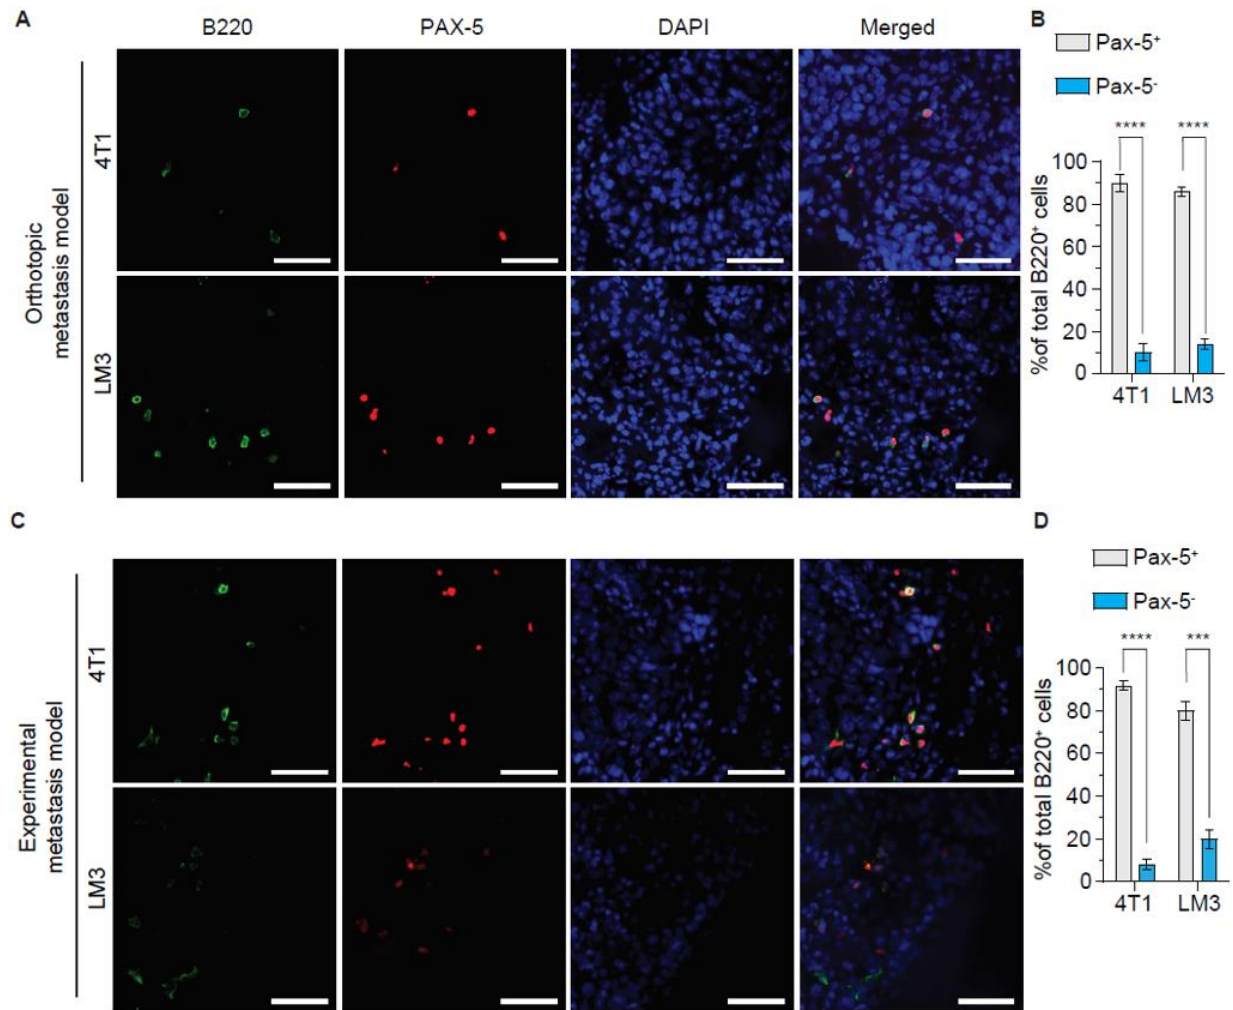 A
B220
PAX-5
DAPI
Merged
Orthotopic
metastasis model
4T1
LM3
B
Pax-5⁺
Pax-5⁻
****
****
%of total B220⁺ cells
100
80
60
40
20
0
4T1
LM3
C
Experimental
metastasis model
4T1
LM3
D
Pax-5⁺
Pax-5⁻
****
***
%of total B220⁺ cells
100
80
60
40
20
0
4T1
LM3